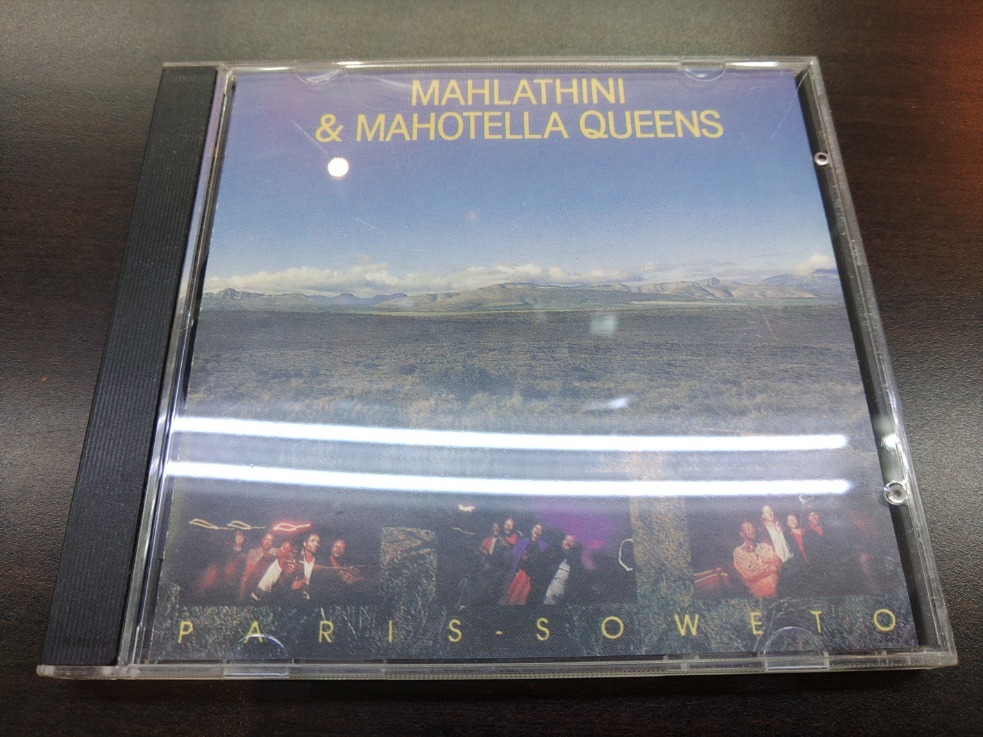 MAHLATHINI
& MAHOTELLA QUEENS
PARIS-SOWETO